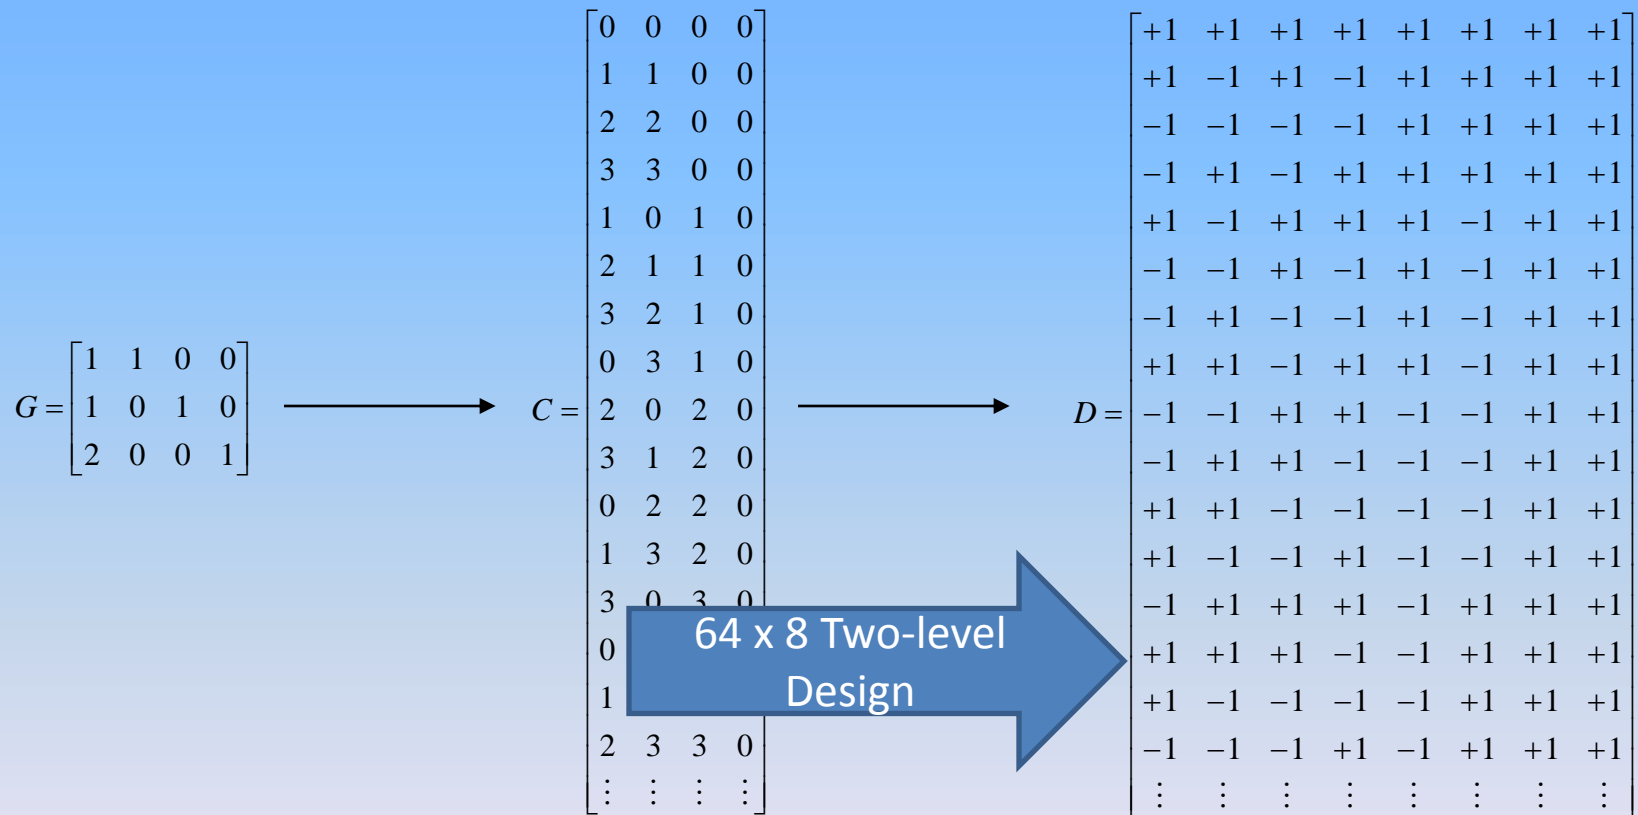 1 1 0 0
G = 1 0 1 0
2 0 0 1
0 0 0 0
1 1 0 0
2 2 0 0
3 3 0 0
1 0 1 0
2 1 1 0
3 2 1 0
0 3 1 0
C = 2 0 2 0
3 1 2 0
0 2 2 0
1 3 2 0
3 0 3 0
0
1
2 3 3 0
⋮ ⋮ ⋮ ⋮
64 x 8 Two-level
Design
+1 +1 +1 +1 +1 +1 +1 +1
+1 −1 +1 −1 +1 +1 +1 +1
−1 −1 −1 −1 +1 +1 +1 +1
−1 +1 −1 +1 +1 +1 +1 +1
+1 −1 +1 +1 +1 −1 +1 +1
−1 −1 +1 −1 +1 −1 +1 +1
−1 +1 −1 −1 +1 −1 +1 +1
+1 +1 −1 +1 +1 −1 +1 +1
D = −1 −1 +1 +1 −1 −1 +1 +1
−1 +1 +1 −1 −1 −1 +1 +1
+1 +1 −1 −1 −1 −1 +1 +1
+1 −1 −1 +1 −1 −1 +1 +1
−1 +1 +1 +1 −1 +1 +1 +1
+1 +1 +1 −1 −1 +1 +1 +1
+1 −1 −1 −1 −1 +1 +1 +1
−1 −1 −1 +1 −1 +1 +1 +1
⋮ ⋮ ⋮ ⋮ ⋮ ⋮ ⋮ ⋮